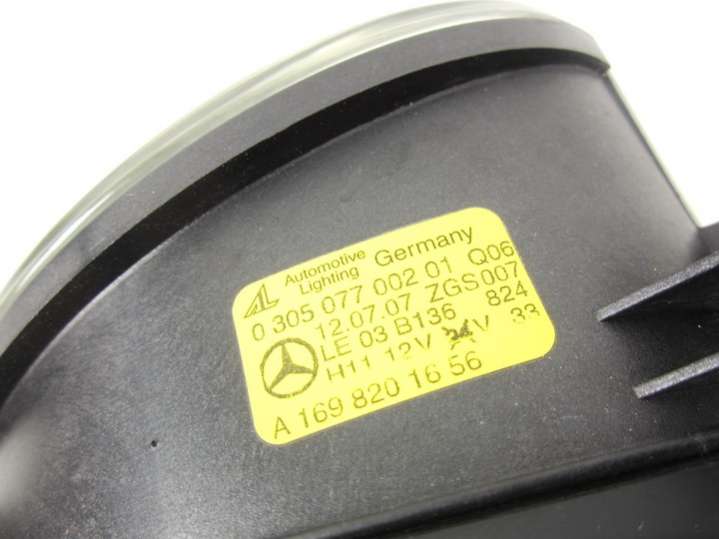 AL Automotive Lighting Germany
0 305 077 002 01 Q06
12.07.07 ZGS007
LE 03 B136 824
H11 12V 24V 33
A 169 820 16 56